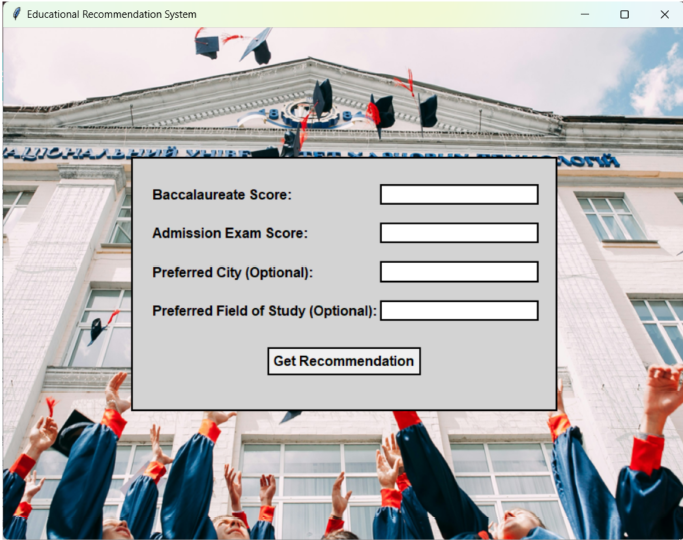 Educational Recommendation System
Baccalaureate Score:
Admission Exam Score:
Preferred City (Optional):
Preferred Field of Study (Optional):
Get Recommendation